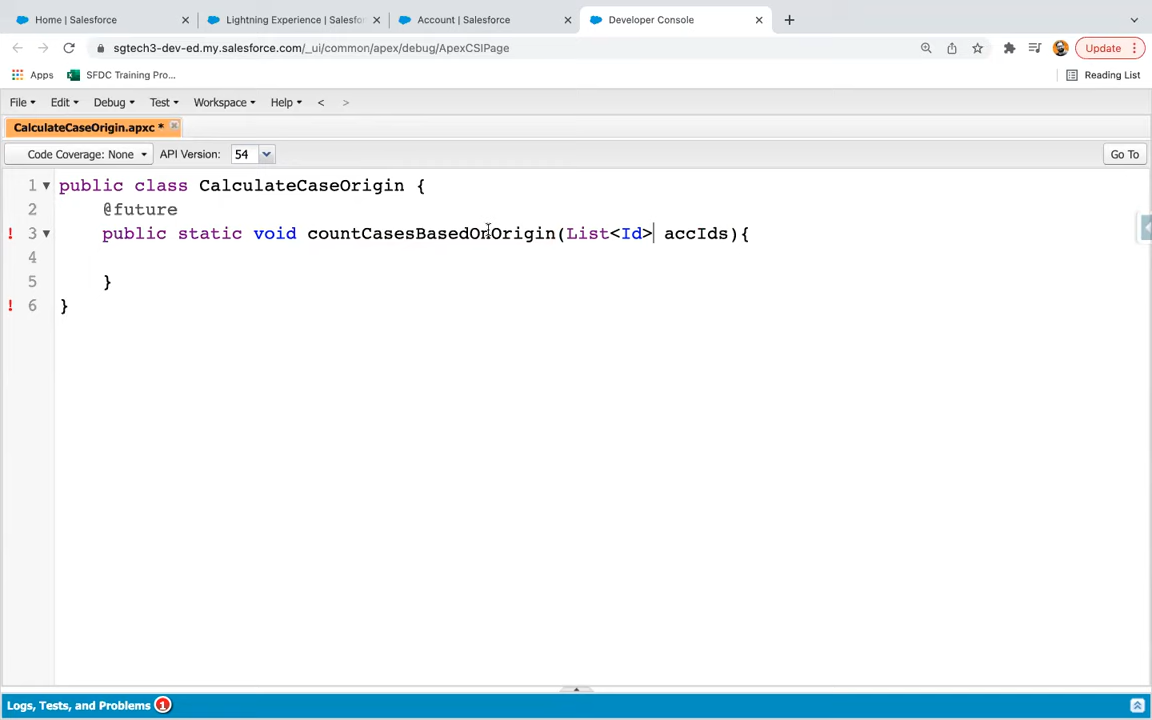 Home | Salesforce
Lightning Experience | Salesfor
Account | Salesforce
Developer Console
sgtech3-dev-ed.my.salesforce.com/_ui/common/apex/debug/ApexCSIPage
Update
Apps
SFDC Training Pro...
Reading List
File Edit Debug Test Workspace Help < >
CalculateCaseOrigin.apxc *
Code Coverage: None API Version: 54 Go To
1 public class CalculateCaseOrigin {
2 @future
! 3 public static void countCasesBasedOnOrigin(List<Id> accIds){
4
5 }
! 6 }
Logs, Tests, and Problems 1